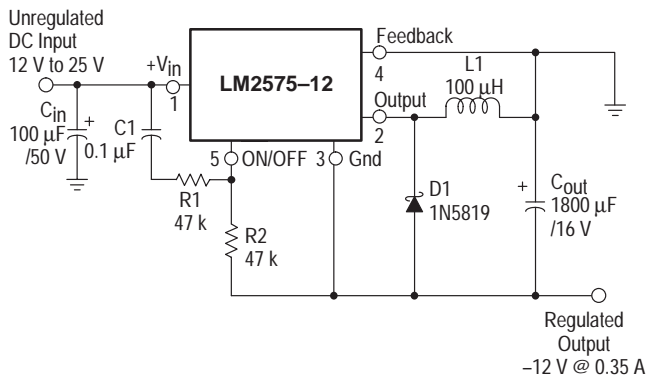 Unregulated
DC Input
12 V to 25 V
+Vin
1
LM2575–12
Feedback
4
L1
100 µH
Output
2
Cin
100 µF
/50 V
+
C1
0.1 µF
5
ON/OFF
3
Gnd
R1
47 k
R2
47 k
D1
1N5819
+
Cout
1800 µF
/16 V
Regulated
Output
–12 V @ 0.35 A